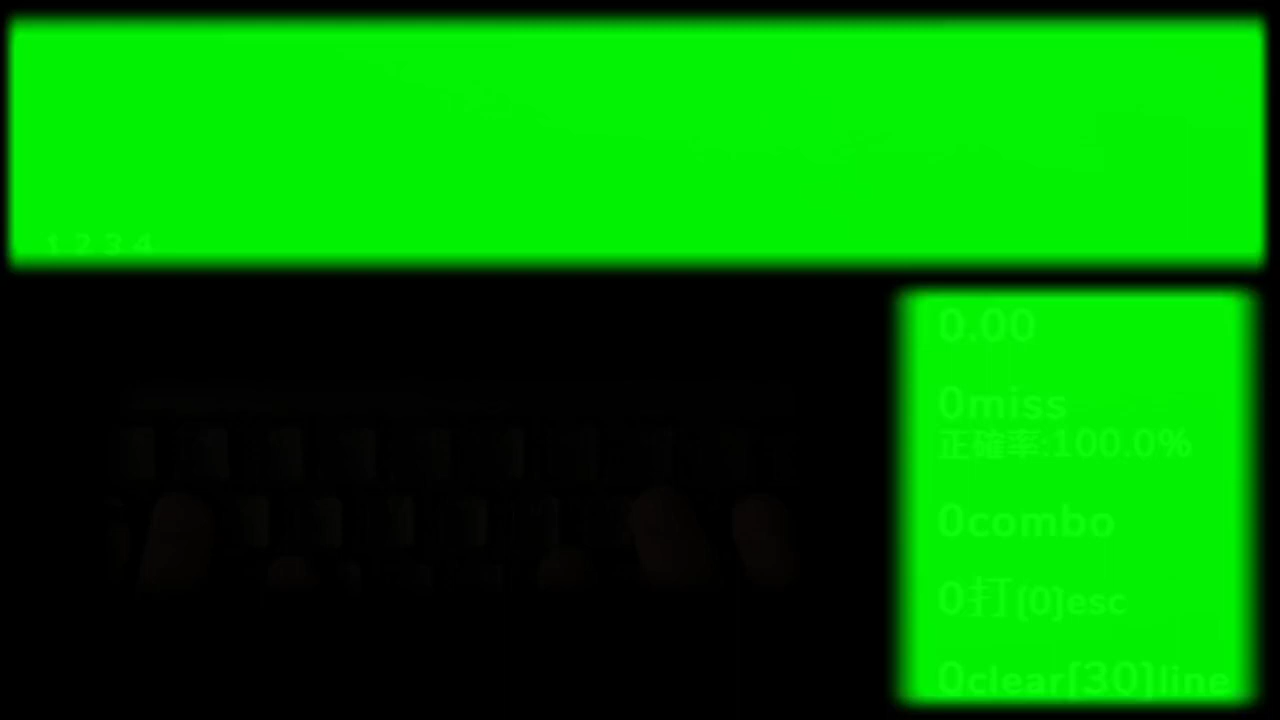 1 2 3 4
0.00
0miss
正確率:100.0%
0combo
0打[0]esc
0clear[30]line